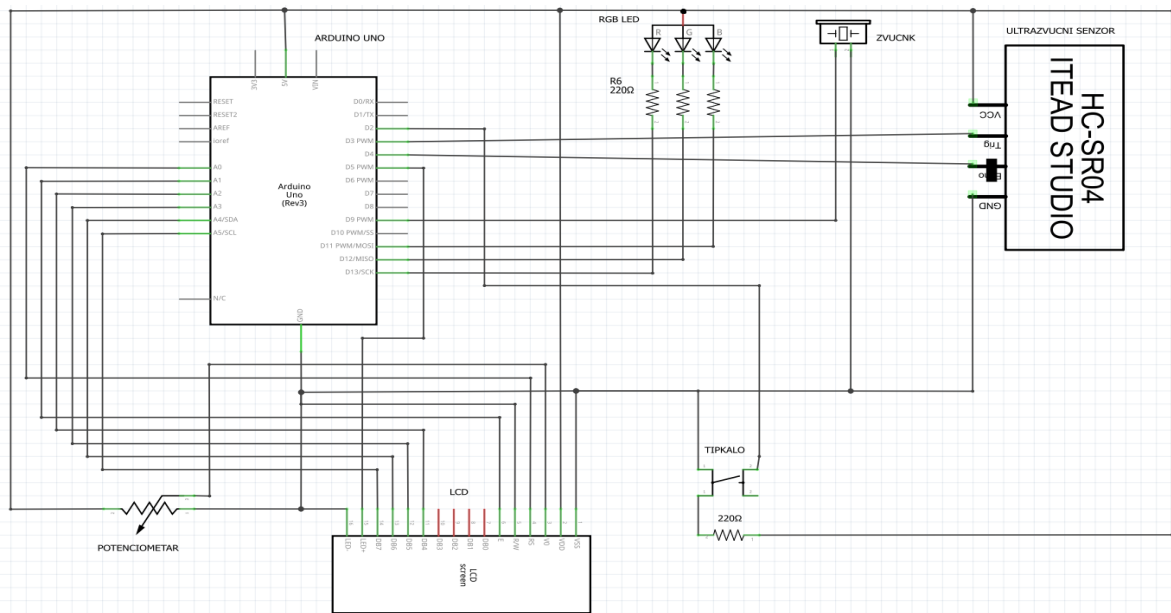 RGB LED
ARDUINO UNO
ZVUCNK
ULTRAZVUCNI SENZOR
R
G
B
3V3
5V
VIN
R6
220Ω
RESET
RESET2
AREF
ioref
A0
A1
A2
A3
A4/SDA
A5/SCL
N/C
Arduino
Uno
(Rev3)
D0/RX
D1/TX
D2
D3 PWM
D4
D5 PWM
D6 PWM
D7
D8
D9 PWM
D10 PWM/SS
D11 PWM/MOSI
D12/MISO
D13/SCK
GND
VCC
Trig
GND
HC-SR04
ITEAD STUDIO
TIPKALO
220Ω
LCD
POTENCIOMETAR
LED-
LED+
DB7
DB6
DB5
DB4
DB3
DB2
DB1
DB0
E
R/W
RS
V0
VDD
VSS
LCD
screen